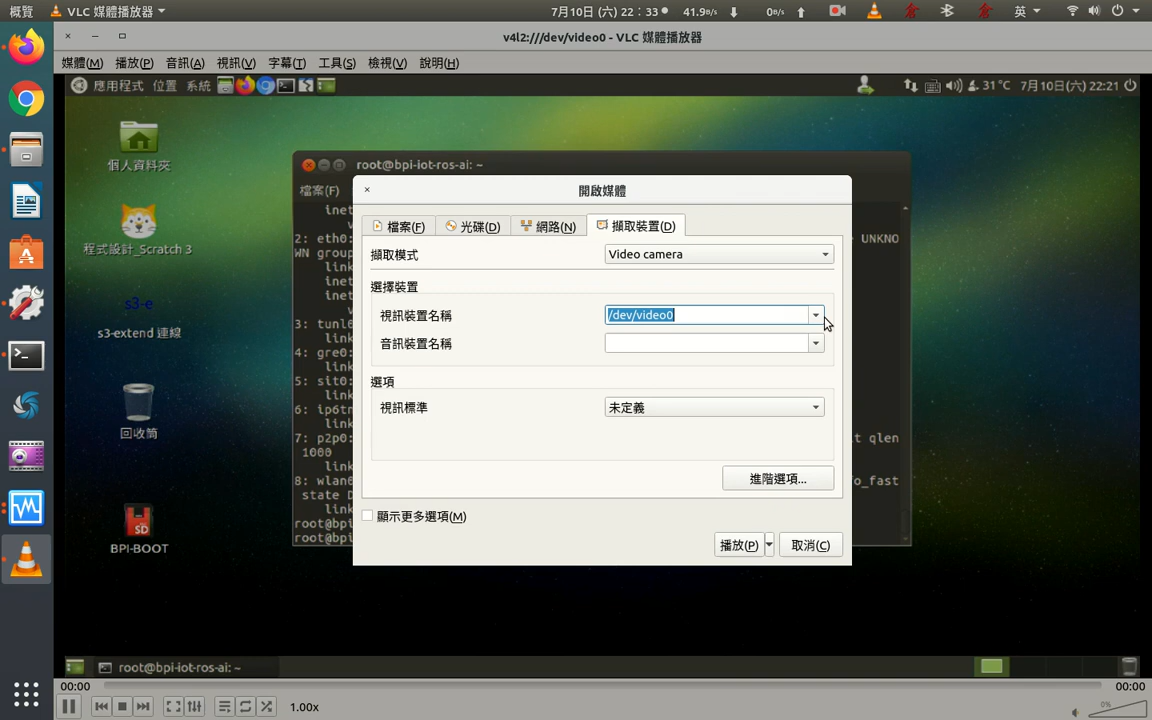 概覽 VLC 媒體播放器 7月10日 (六) 22：33 41.9B/s 0B/s 倉 倉 英
v4l2:///dev/video0 - VLC 媒體播放器
媒體(M) 播放(P) 音訊(A) 視訊(V) 字幕(T) 工具(S) 檢視(V) 說明(H)
應用程式 位置 系統 31°C 7月10日(六) 22:21
個人資料夾
程式設計_Scratch 3
s3-e
s3-extend 連線
回收筒
SD
BPI-BOOT
root@bpi-iot-ros-ai: ~
檔案(F)
inet
2: eth0: UNKNO
WN group
link
inet
inet
3: tunl0
link
4: gre0:
link
5: sit0:
link
6: ip6tn
link
7: p2p0: t qlen
1000
link
8: wlan0 o_fast
state D
link
root@bpi
root@bpi
開啟媒體
檔案(F) 光碟(D) 網路(N) 擷取裝置(D)
擷取模式 Video camera
選擇裝置
視訊裝置名稱 /dev/video0
音訊裝置名稱
選項
視訊標準 未定義
進階選項...
顯示更多選項(M)
播放(P) 取消(C)
root@bpi-iot-ros-ai: ~
00:00 00:00
1.00x 0%